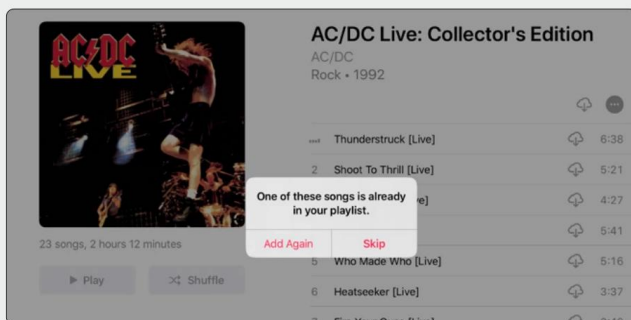 AC/DC
LIVE
AC/DC Live: Collector's Edition
AC/DC
Rock • 1992
Thunderstruck [Live] 6:38
2 Shoot To Thrill [Live] 5:21
ve] 4:27
5:41
5 Who Made Who [Live] 5:16
6 Heatseeker [Live] 3:37
One of these songs is already
in your playlist.
Add Again Skip
23 songs, 2 hours 12 minutes
Play Shuffle